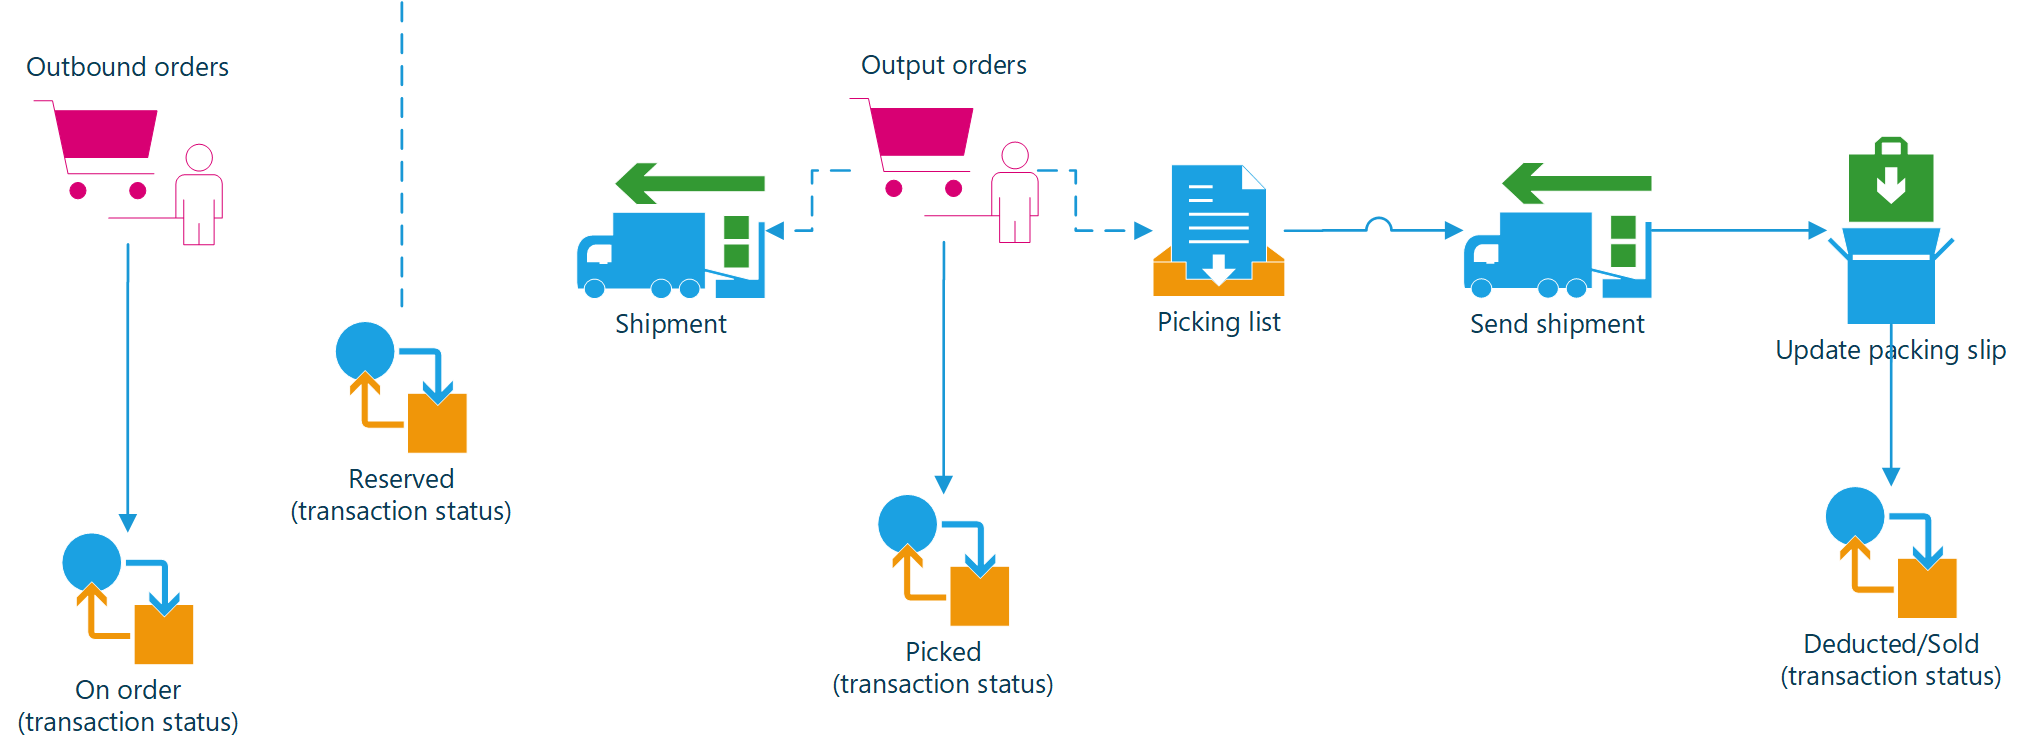 Outbound orders
Output orders
Shipment
Picking list
Send shipment
Update packing slip
Reserved
(transaction status)
On order
(transaction status)
Picked
(transaction status)
Deducted/Sold
(transaction status)